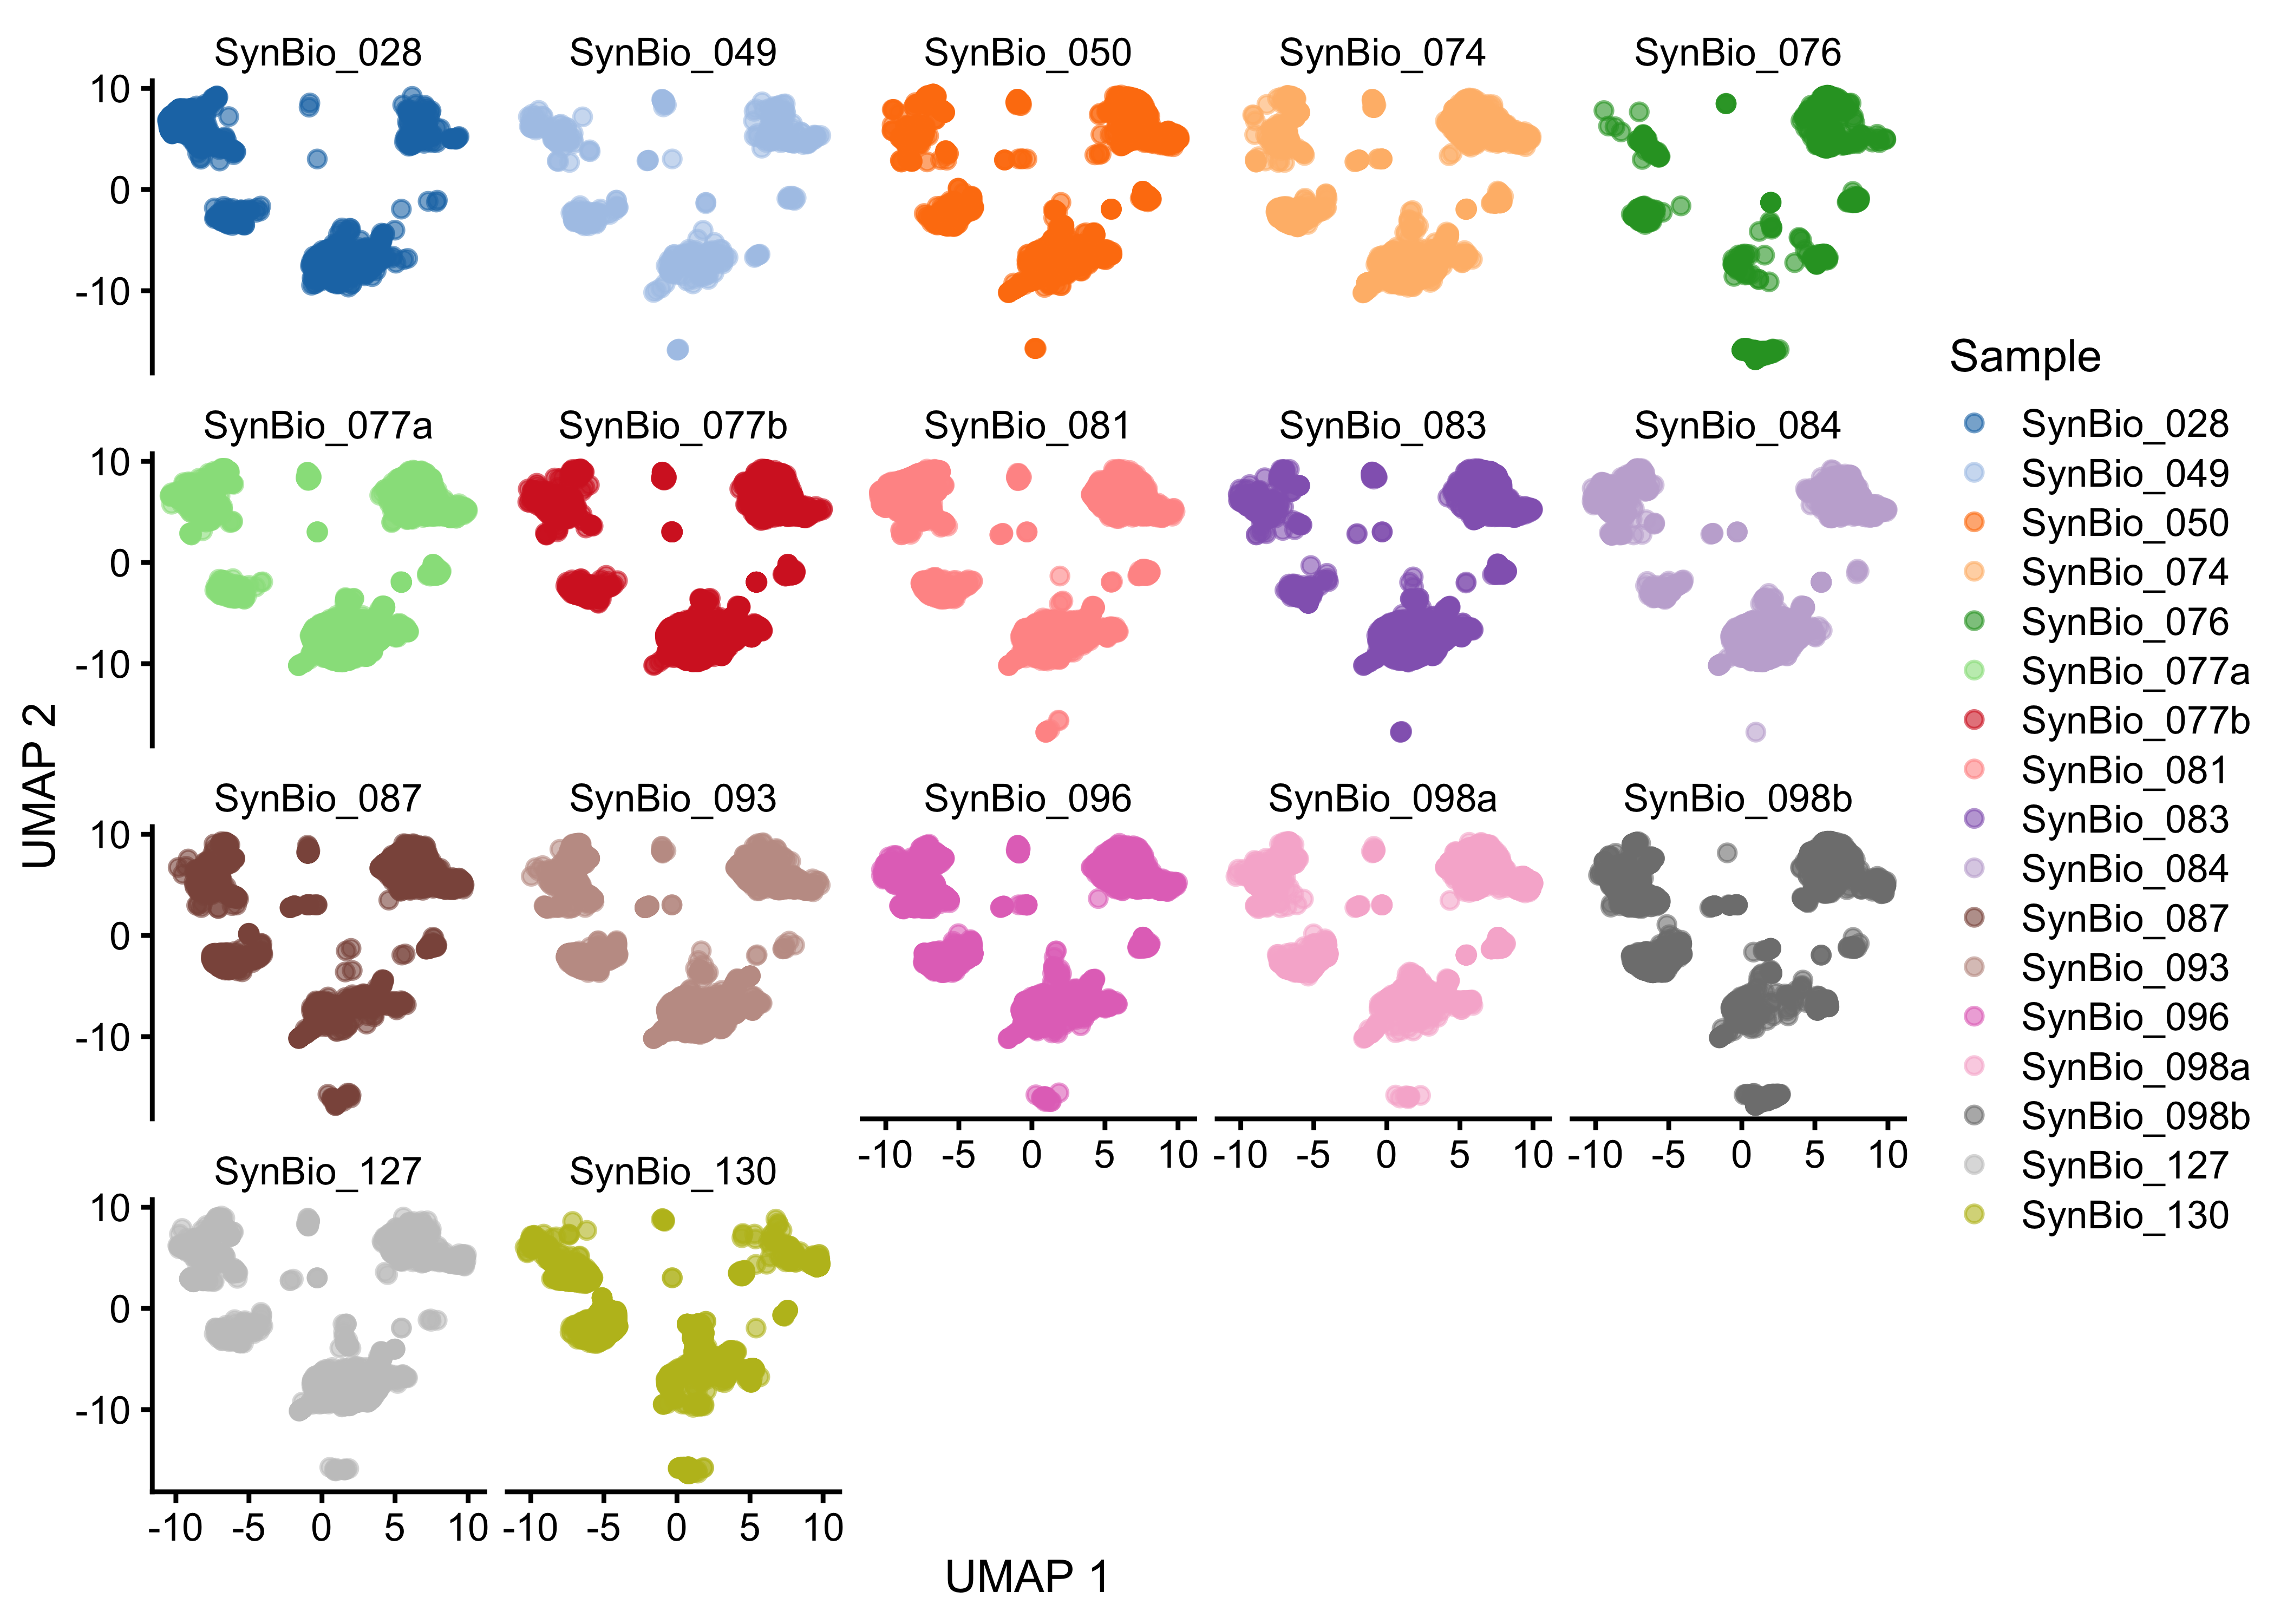 SynBio_028 SynBio_049 SynBio_050 SynBio_074 SynBio_076
10
0
-10
SynBio_077a SynBio_077b SynBio_081 SynBio_083 SynBio_084
10
0
-10
SynBio_087 SynBio_093 SynBio_096 SynBio_098a SynBio_098b
10
0
-10
-10 -5 0 5 10 -10 -5 0 5 10 -10 -5 0 5 10
SynBio_127 SynBio_130
10
0
-10
-10 -5 0 5 10 -10 -5 0 5 10
UMAP 1
UMAP 2
Sample
SynBio_028
SynBio_049
SynBio_050
SynBio_074
SynBio_076
SynBio_077a
SynBio_077b
SynBio_081
SynBio_083
SynBio_084
SynBio_087
SynBio_093
SynBio_096
SynBio_098a
SynBio_098b
SynBio_127
SynBio_130